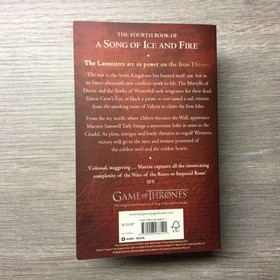 THE FOURTH BOOK OF
A SONG OF ICE AND FIRE
The Lannisters are in power on the Iron Throne.
The war in the Seven Kingdoms has burned itself out, but in
its bitter aftermath new conflicts spark to life. The Martells of
Dorne and the Starks of Winterfell seek vengeance for their dead.
Euron Crow's Eye, as black a pirate as ever raised a sail, returns
from the smoking ruins of Valyria to claim the Iron Isles.
From the icy north, where Others threaten the Wall, apprentice
Maester Samwell Tarly brings a mysterious babe in arms to the
Citadel. As plots, intrigue and battle threaten to engulf Westeros,
victory will go to the men and women possessed of
the coldest steel and the coldest hearts.
'Colossal, staggering ... Martin captures all the intoxicating
complexity of the Wars of the Roses or Imperial Rome'
SFX
GAME OF THRONES
FSC